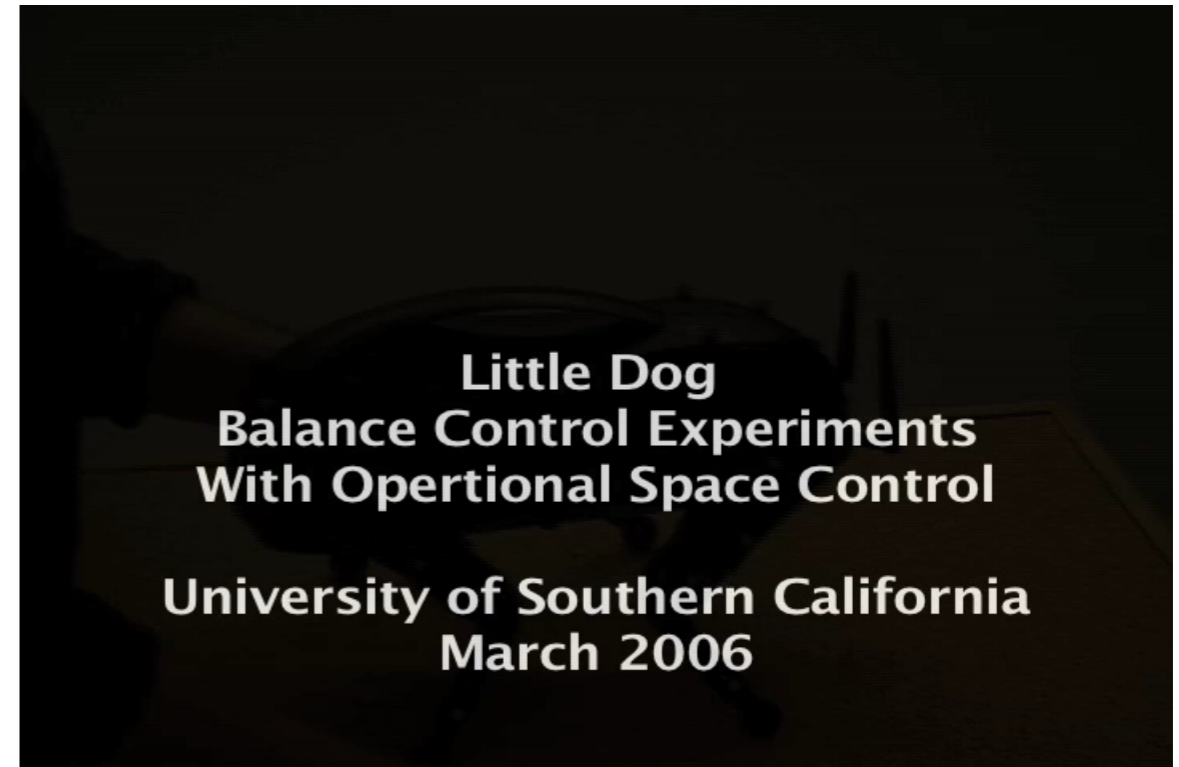 Little Dog
Balance Control Experiments
With Opertional Space Control
University of Southern California
March 2006